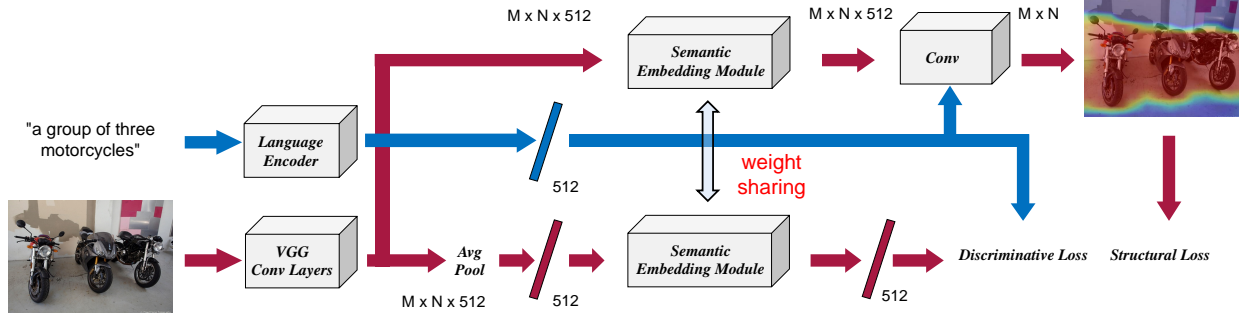 M x N x 512
M x N x 512
M x N
Semantic
Embedding Module
Conv
"a group of three
motorcycles"
Language
Encoder
512
weight
sharing
VGG
Conv Layers
Avg
Pool
M x N x 512
512
Semantic
Embedding Module
512
Discriminative Loss
Structural Loss